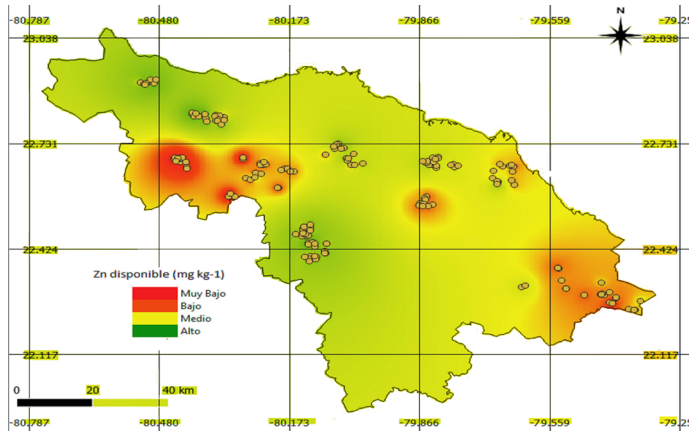 -80.787 -80.480 -80.173 -79.866 -79.559 -79.25
N
23.038 23.038
22.731 22.731
22.424 22.424
Zn disponible (mg kg-1)
Muy Bajo
Bajo
Medio
Alto
22.117 22.117
0 20 40 km
-80.787 -80.480 -80.173 -79.866 -79.559 -79.25